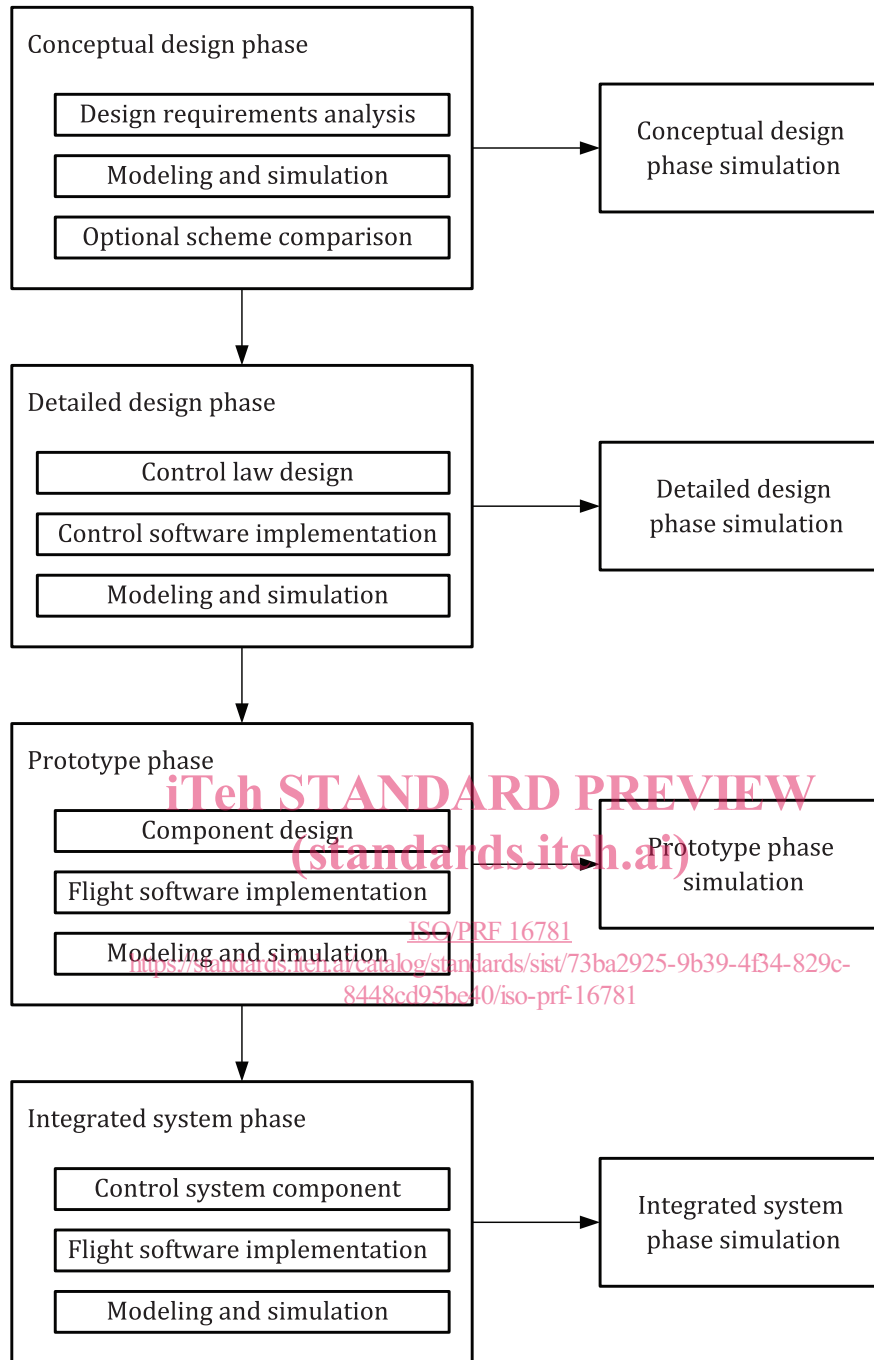 Conceptual design phase
Design requirements analysis
Modeling and simulation
Optional scheme comparison
Conceptual design
phase simulation
Detailed design phase
Control law design
Control software implementation
Modeling and simulation
Detailed design
phase simulation
Prototype phase
iTeh STANDARD PREVIEW
Component design
(standards.iteh.ai)
Flight software implementation
Modeling and simulation
Prototype phase
simulation
ISO/PRF 16781
https://standards.iteh.ai/catalog/standards/sist/73ba2925-9b39-4f34-829c-
8448cd95be40/iso-prf-16781
Integrated system phase
Control system component
Flight software implementation
Modeling and simulation
Integrated system
phase simulation